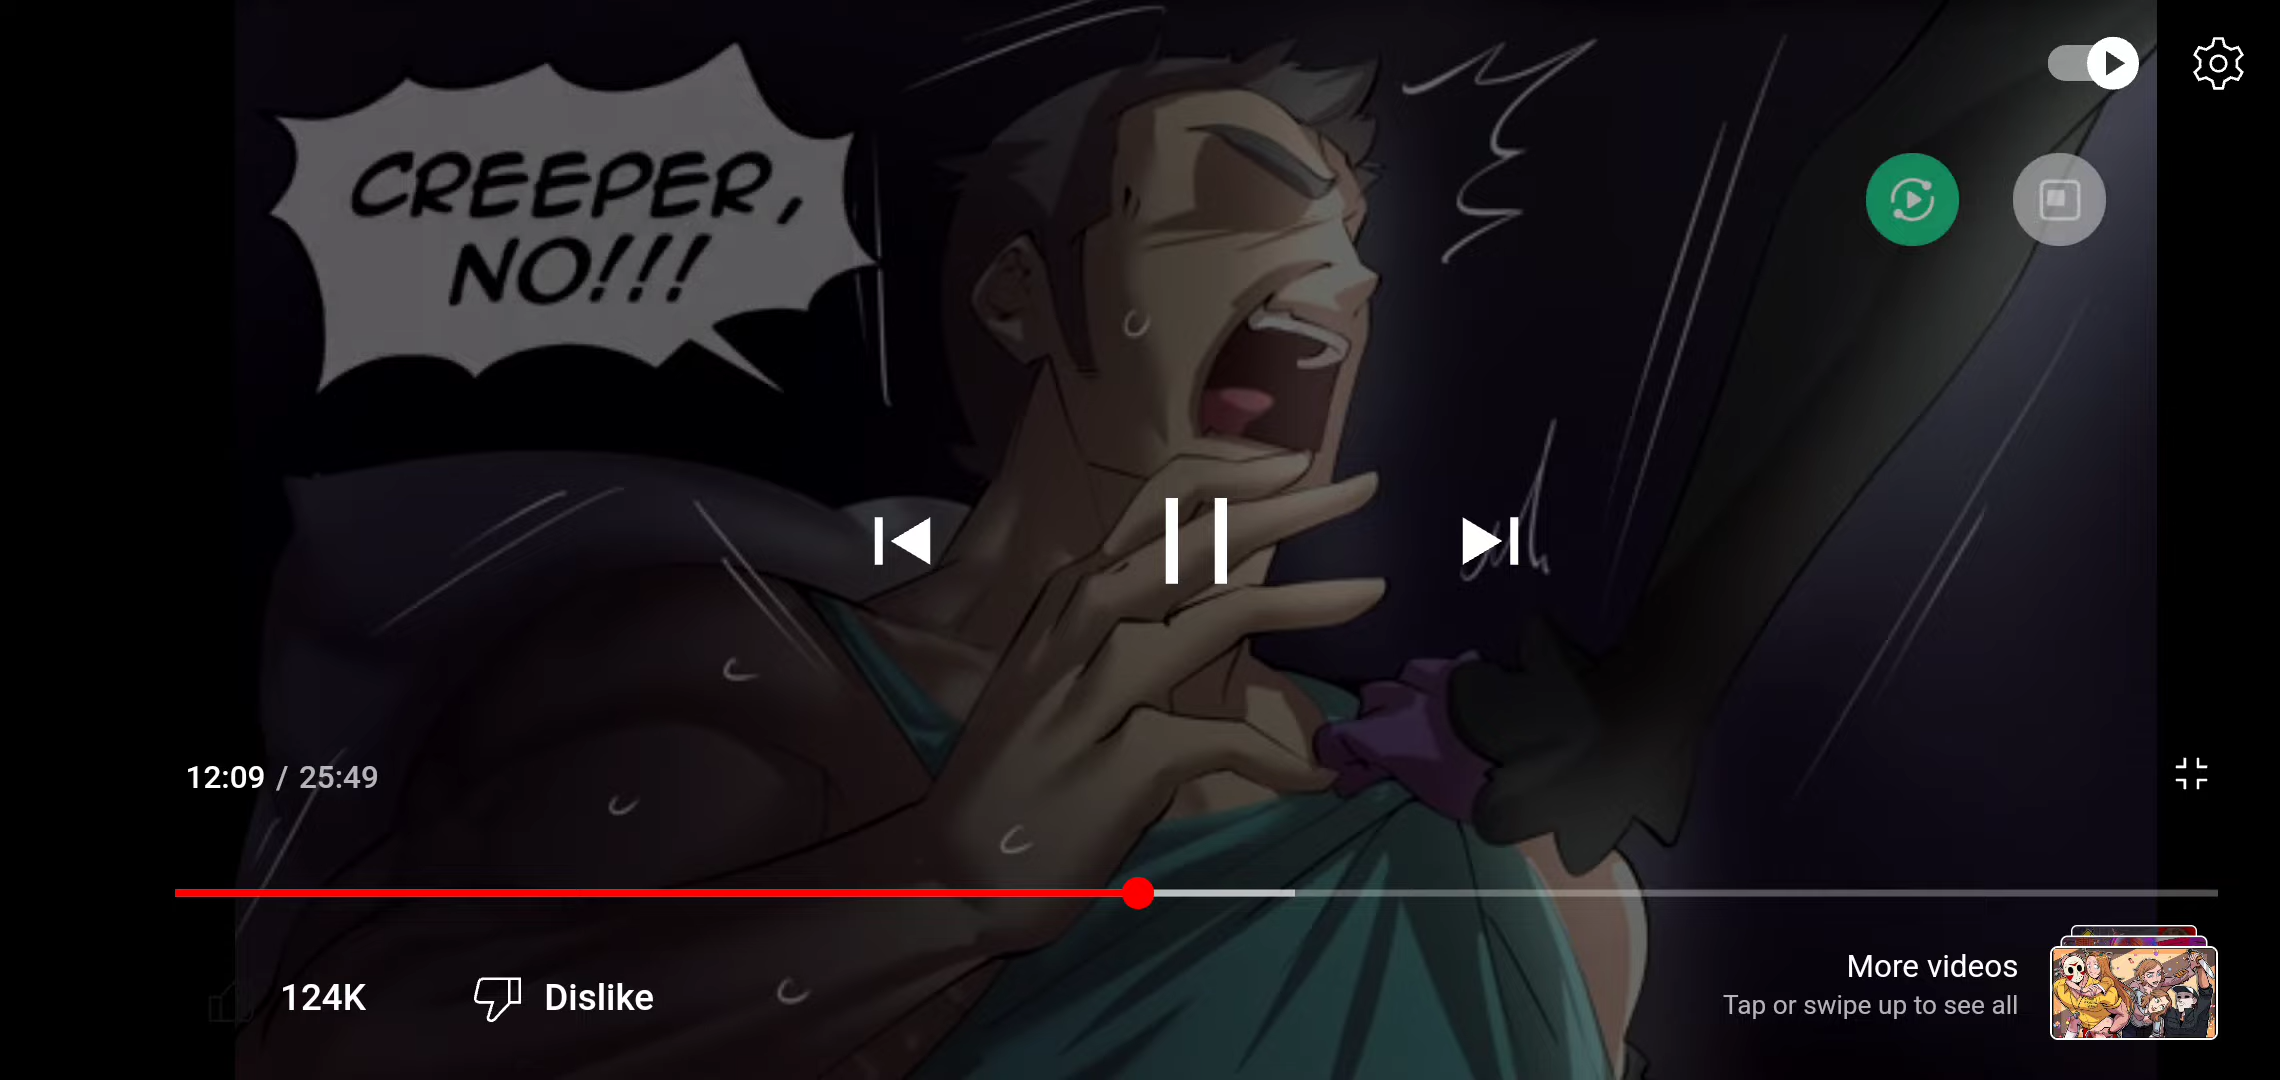 CREEPER,
NO!!!
12:09 / 25:49
124K
Dislike
More videos
Tap or swipe up to see all